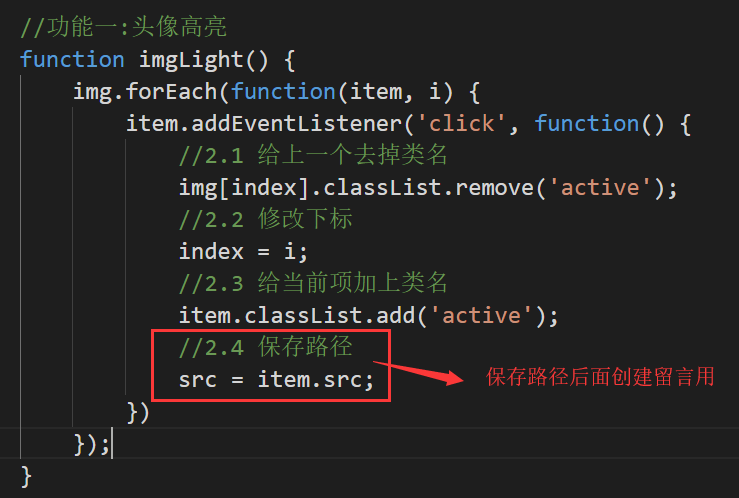 //功能一:头像高亮
function imgLight() {
    img.forEach(function(item, i) {
        item.addEventListener('click', function() {
            //2.1 给上一个去掉类名
            img[index].classList.remove('active');
            //2.2 修改下标
            index = i;
            //2.3 给当前项加上类名
            item.classList.add('active');
            //2.4 保存路径
            src = item.src;
保存路径后面创建留言用
        })
    });
}